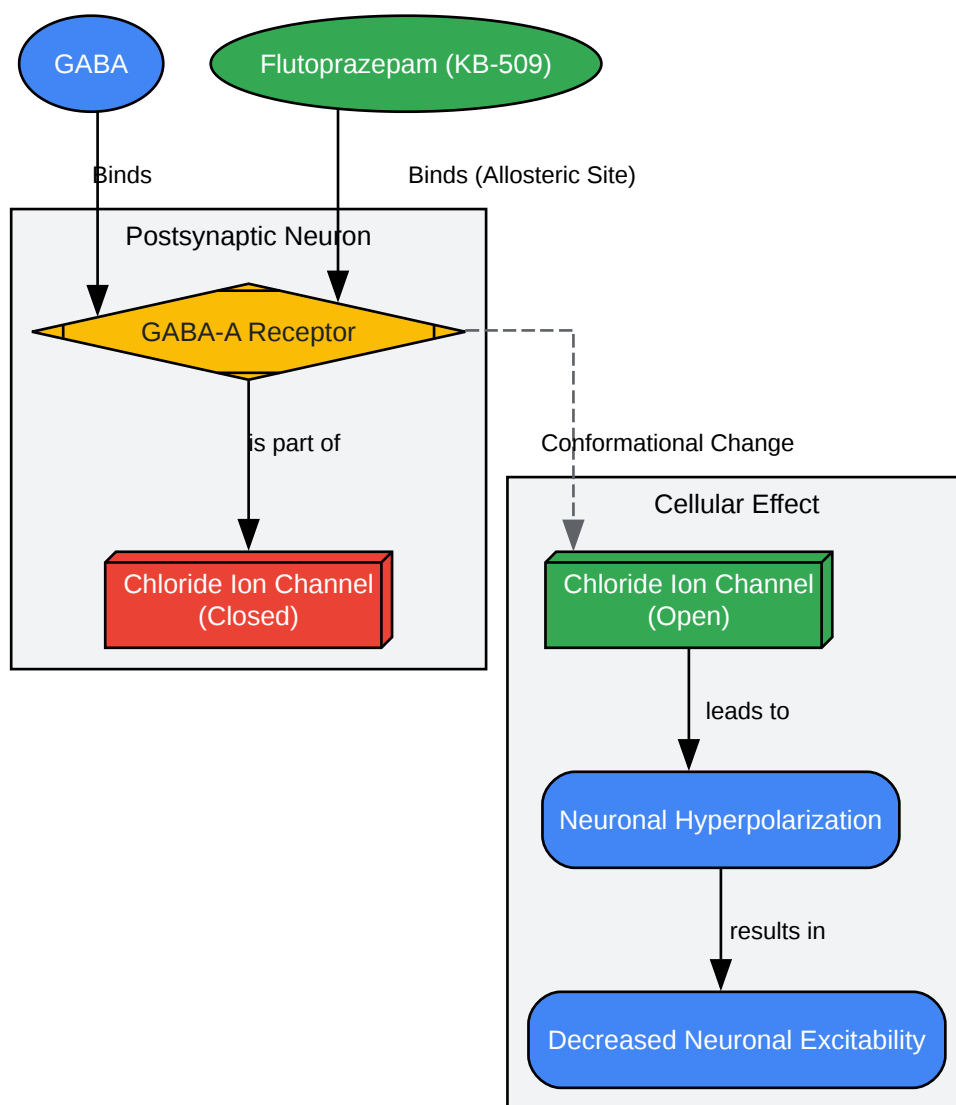 GABA
Flutoprazepam (KB-509)
Binds
Binds (Allosteric Site)
Postsynaptic Neuron
GABA-A Receptor
is part of
Conformational Change
Cellular Effect
Chloride Ion Channel
(Closed)
Chloride Ion Channel
(Open)
leads to
Neuronal Hyperpolarization
results in
Decreased Neuronal Excitability